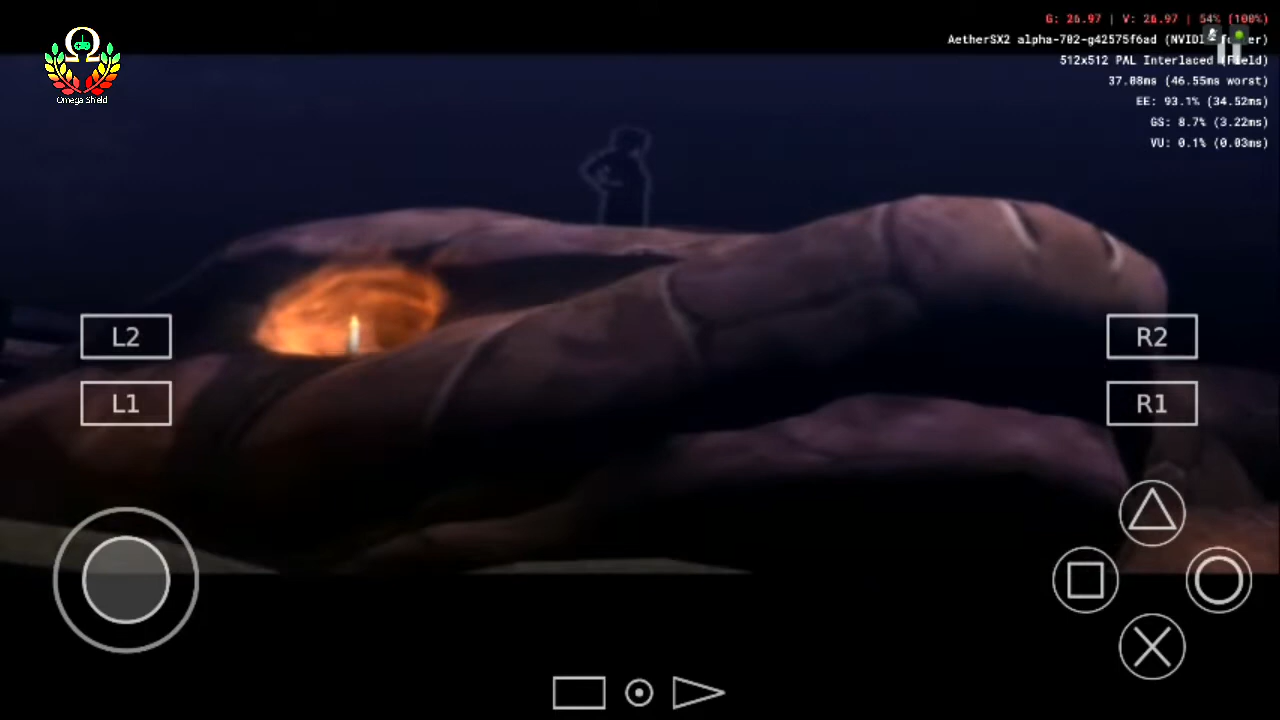 Omega Shield
G: 26.97 | V: 26.97 | 54% (100%)
AetherSX2 alpha-702-g42575f6ad
512x512 PAL Interlaced
37.08ms (46.55ms worst)
EE: 93.1% (34.52ms)
GS: 8.7% (3.22ms)
VU: 0.1% (0.03ms)
L2
R2
L1
R1